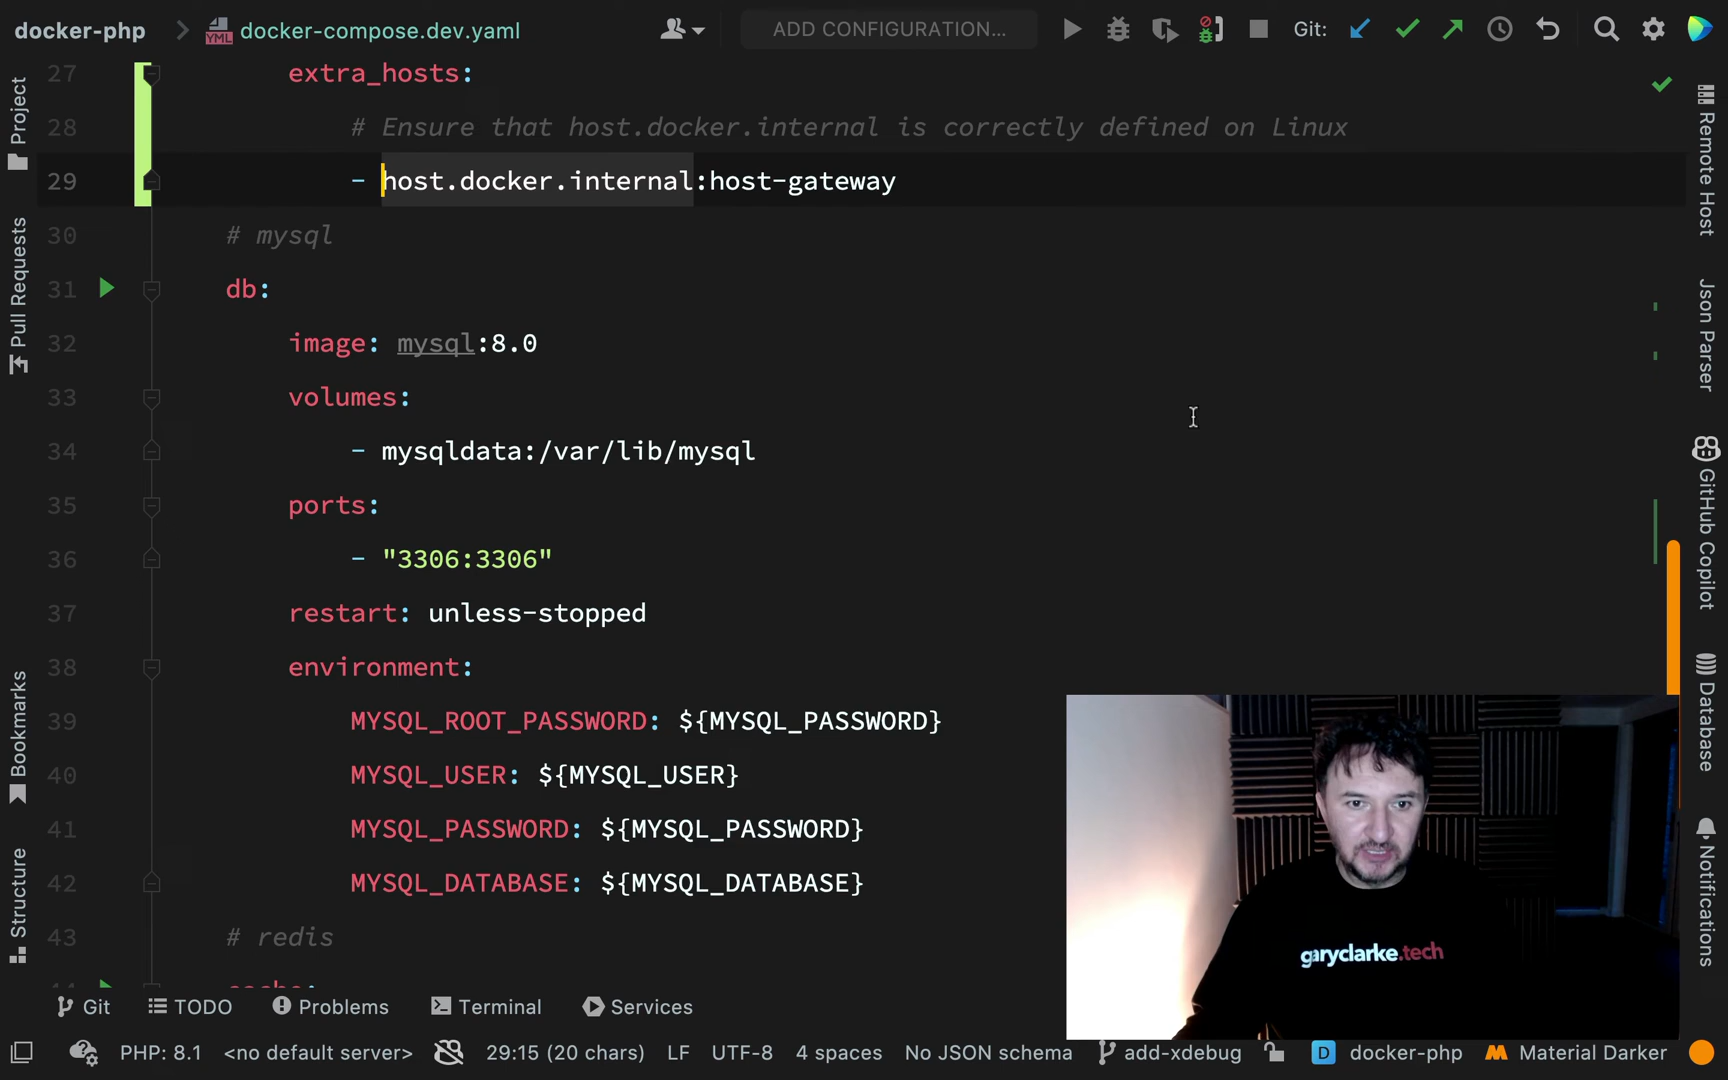 docker-php docker-compose.dev.yaml ADD CONFIGURATION... Git:
27 extra_hosts:
28 # Ensure that host.docker.internal is correctly defined on Linux
29 - host.docker.internal:host-gateway
30 # mysql
31 db:
32 image: mysql:8.0
33 volumes:
34 - mysqldata:/var/lib/mysql
35 ports:
36 - "3306:3306"
37 restart: unless-stopped
38 environment:
39 MYSQL_ROOT_PASSWORD: ${MYSQL_PASSWORD}
40 MYSQL_USER: ${MYSQL_USER}
41 MYSQL_PASSWORD: ${MYSQL_PASSWORD}
42 MYSQL_DATABASE: ${MYSQL_DATABASE}
43 # redis
Project
Pull Requests
Bookmarks
Structure
Remote Host
Json Parser
GitHub Copilot
Database
Notifications
garyclarke.tech
Git TODO Problems Terminal Services
PHP: 8.1 <no default server> 29:15 (20 chars) LF UTF-8 4 spaces No JSON schema add-xdebug D docker-php Material Darker